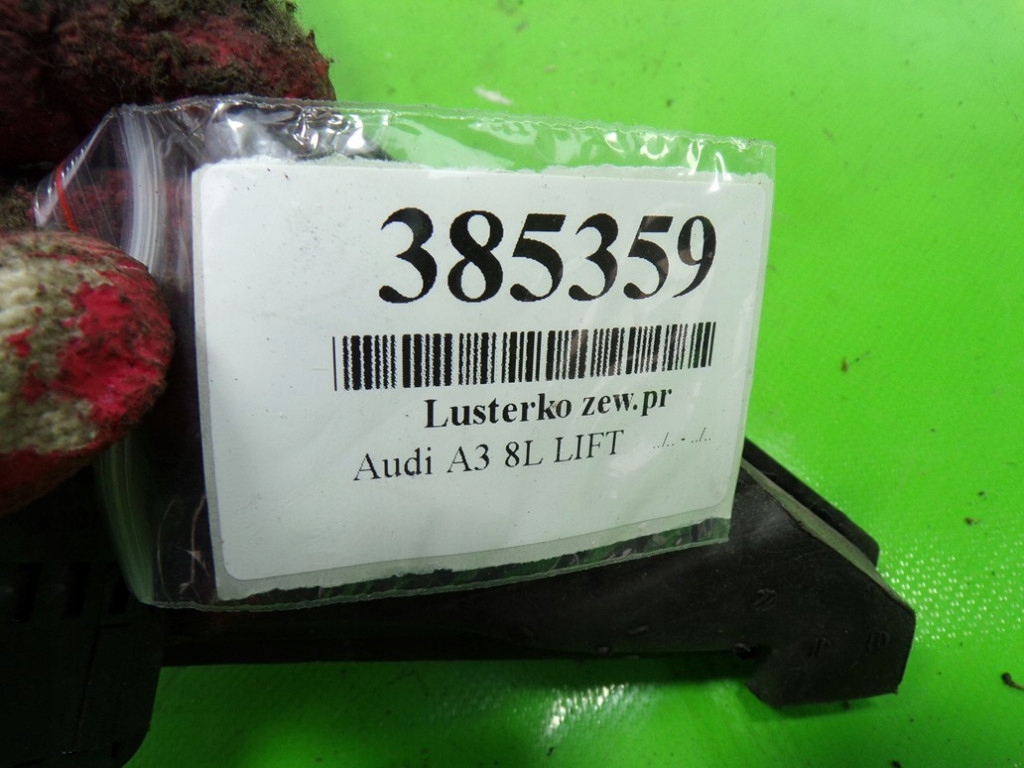 385359
Lusterko zew.pr
Audi A3 8L LIFT ../.. - ../..